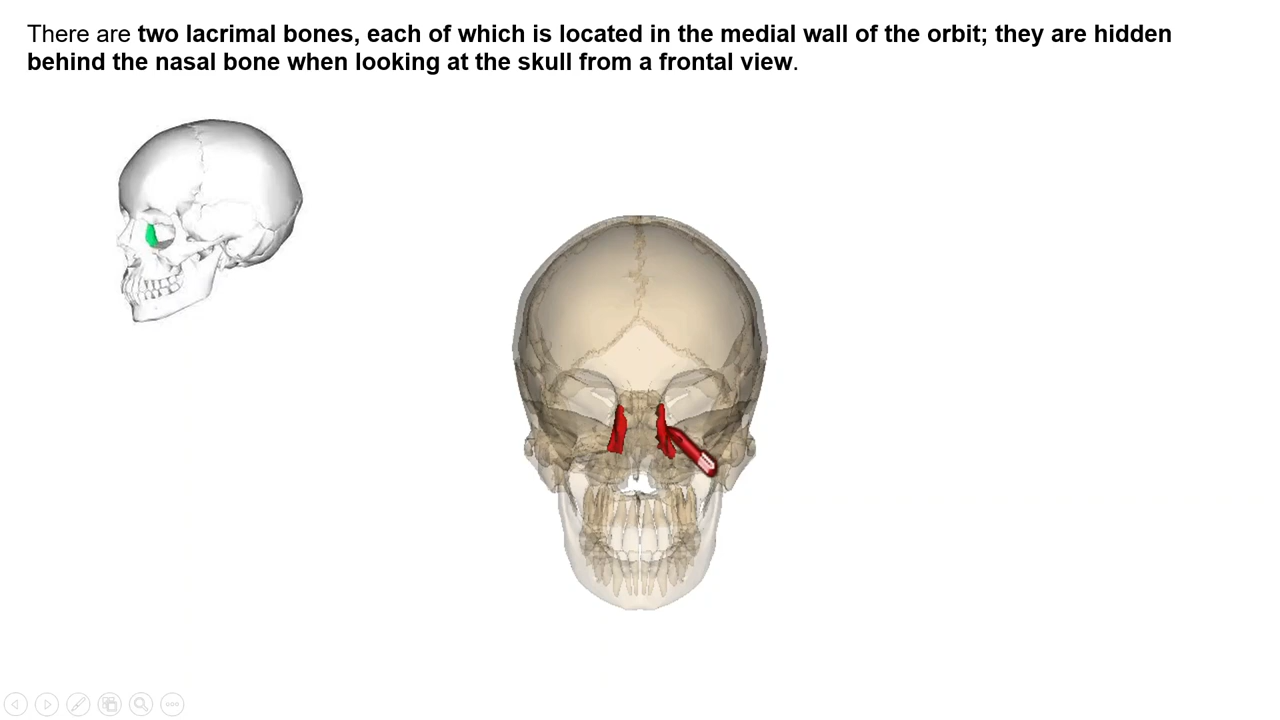 There are two lacrimal bones, each of which is located in the medial wall of the orbit; they are hidden
behind the nasal bone when looking at the skull from a frontal view.